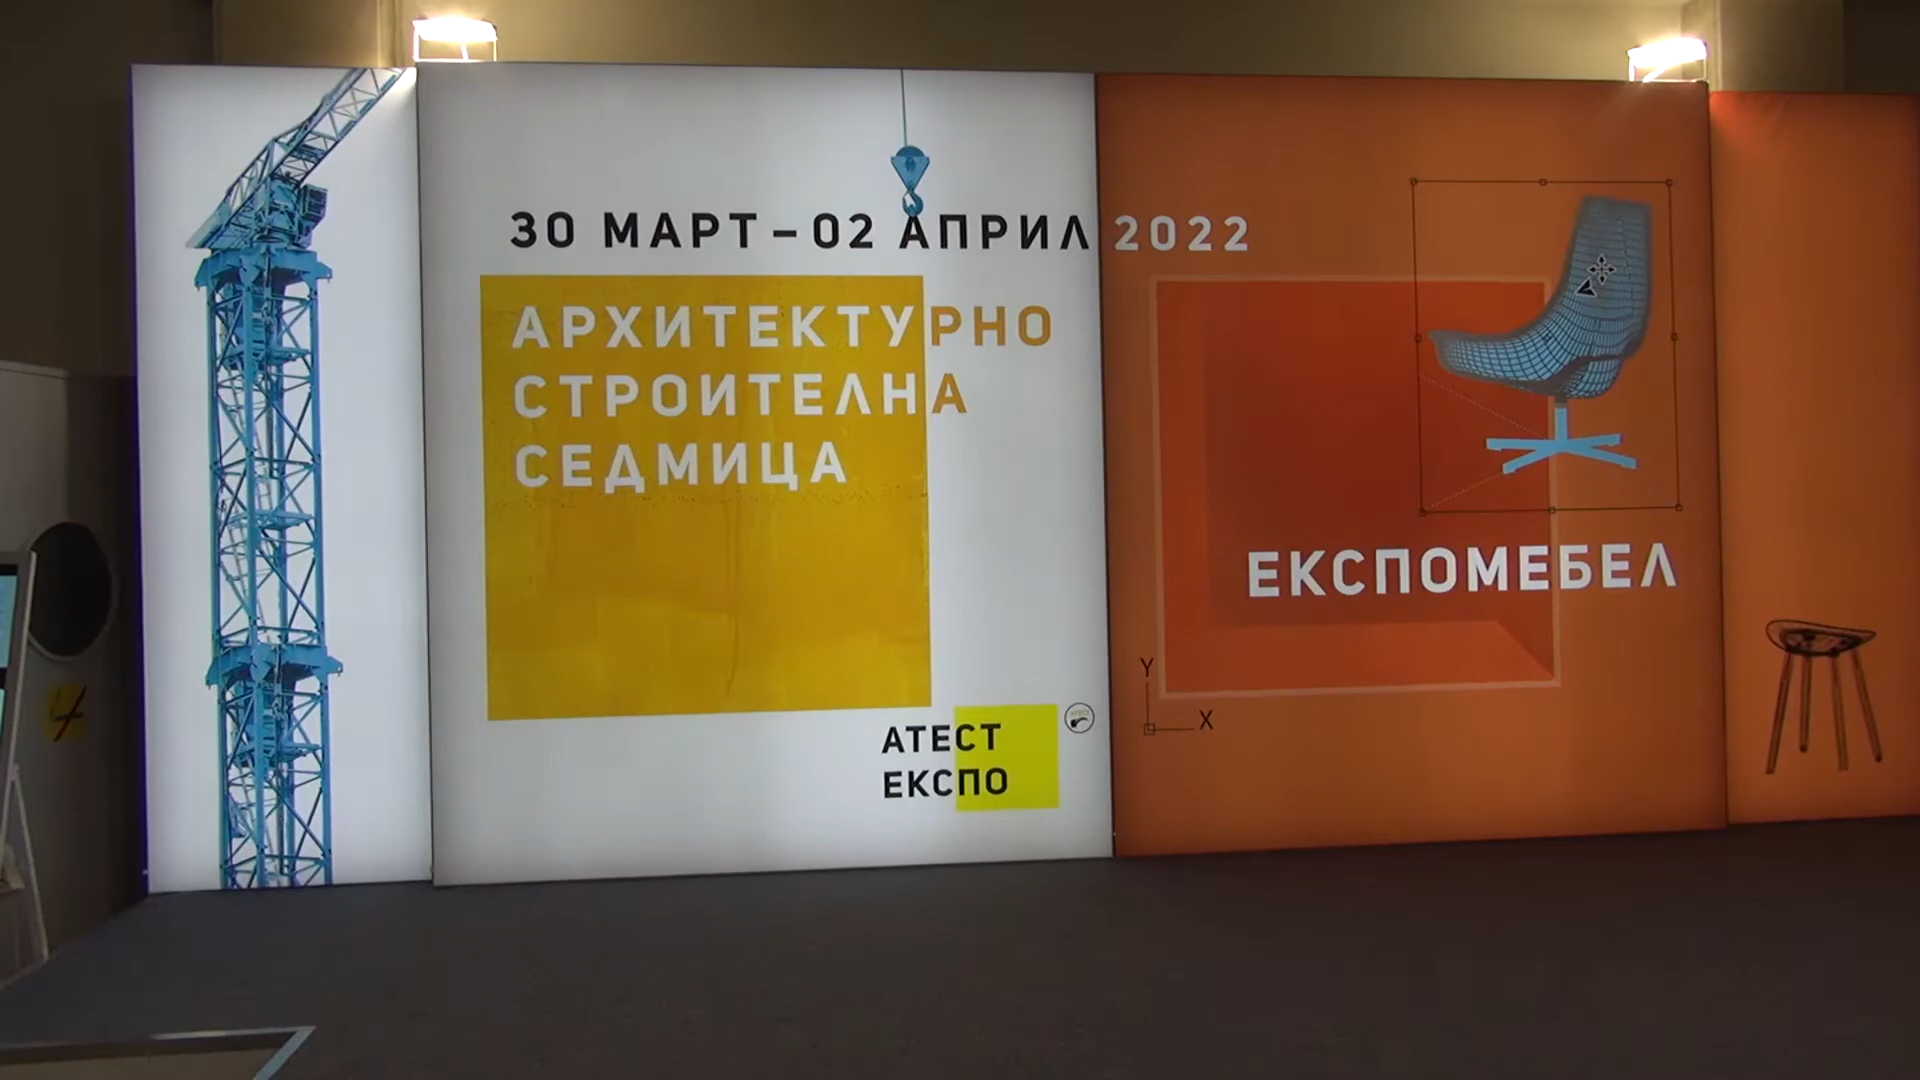 30 МАРТ – 02 АПРИЛ 2022
АРХИТЕКТУРНО
СТРОИТЕЛНА
СЕДМИЦА
АТЕСТ
ЕКСПО
ЕКСПОМЕБЕЛ
Y
X